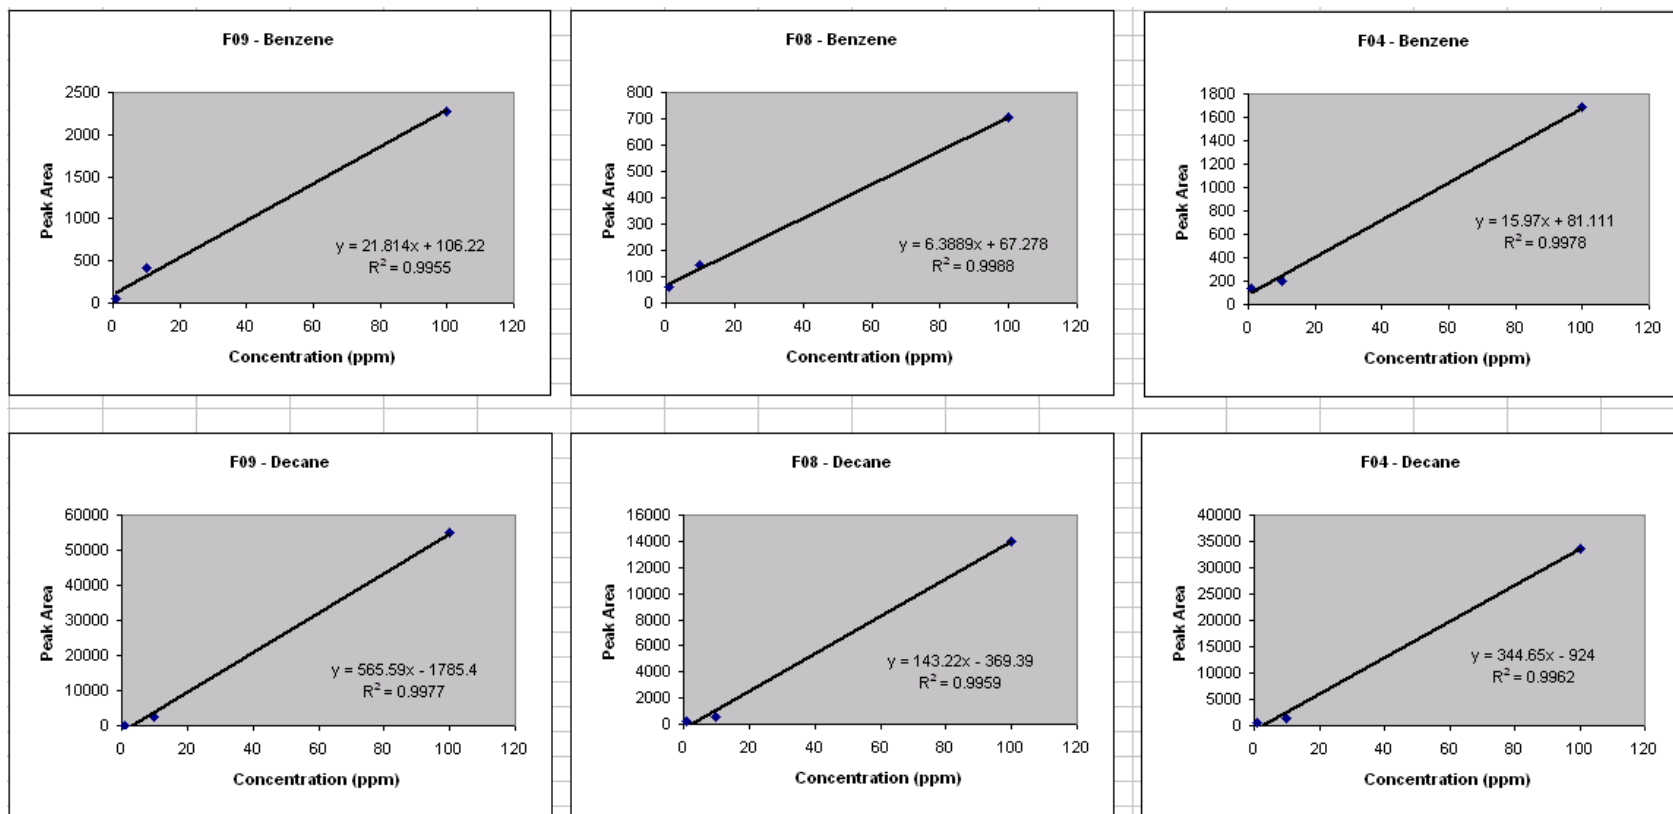 F09 - Benzene
2500
2000
1500
1000
500
0
Peak Area
y = 21.814x + 106.22
R² = 0.9955
0 20 40 60 80 100 120
Concentration (ppm)
F08 - Benzene
800
700
600
500
400
300
200
100
0
Peak Area
y = 6.3889x + 67.278
R² = 0.9988
0 20 40 60 80 100 120
Concentration (ppm)
F04 - Benzene
1800
1600
1400
1200
1000
800
600
400
200
0
Peak Area
y = 15.97x + 81.111
R² = 0.9978
0 20 40 60 80 100 120
Concentration (ppm)
F09 - Decane
60000
50000
40000
30000
20000
10000
0
Peak Area
y = 565.59x - 1785.4
R² = 0.9977
0 20 40 60 80 100 120
Concentration (ppm)
F08 - Decane
16000
14000
12000
10000
8000
6000
4000
2000
0
Peak Area
y = 143.22x - 369.39
R² = 0.9959
0 20 40 60 80 100 120
Concentration (ppm)
F04 - Decane
40000
35000
30000
25000
20000
15000
10000
5000
0
Peak Area
y = 344.65x - 924
R² = 0.9962
0 20 40 60 80 100 120
Concentration (ppm)